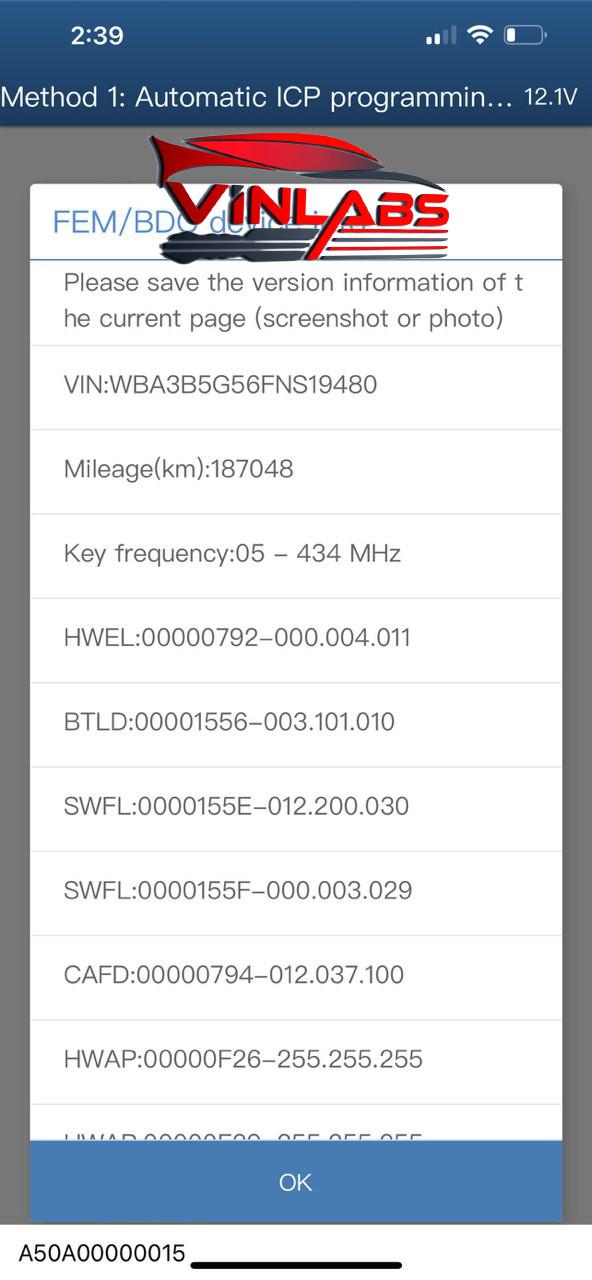 2:39
Method 1: Automatic ICP programmin... 12.1V
VINLABS
FEM/BDC
Please save the version information of t
he current page (screenshot or photo)
VIN:WBA3B5G56FNS19480
Mileage(km):187048
Key frequency:05 – 434 MHz
HWEL:00000792–000.004.011
BTLD:00001556–003.101.010
SWFL:0000155E–012.200.030
SWFL:0000155F–000.003.029
CAFD:00000794–012.037.100
HWAP:00000F26–255.255.255
OK
A50A00000015